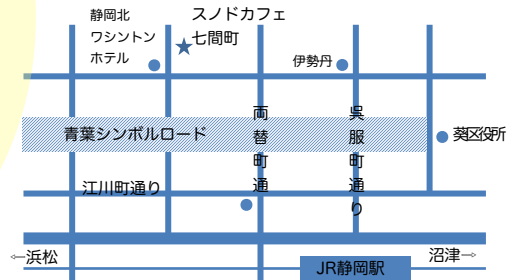 静岡北
ワシントン
ホテル
スノドカフェ
七間町
伊勢丹
青葉シンボルロード
両替町通
呉服町通り
葵区役所
江川町通り
←浜松
沼津→
JR静岡駅